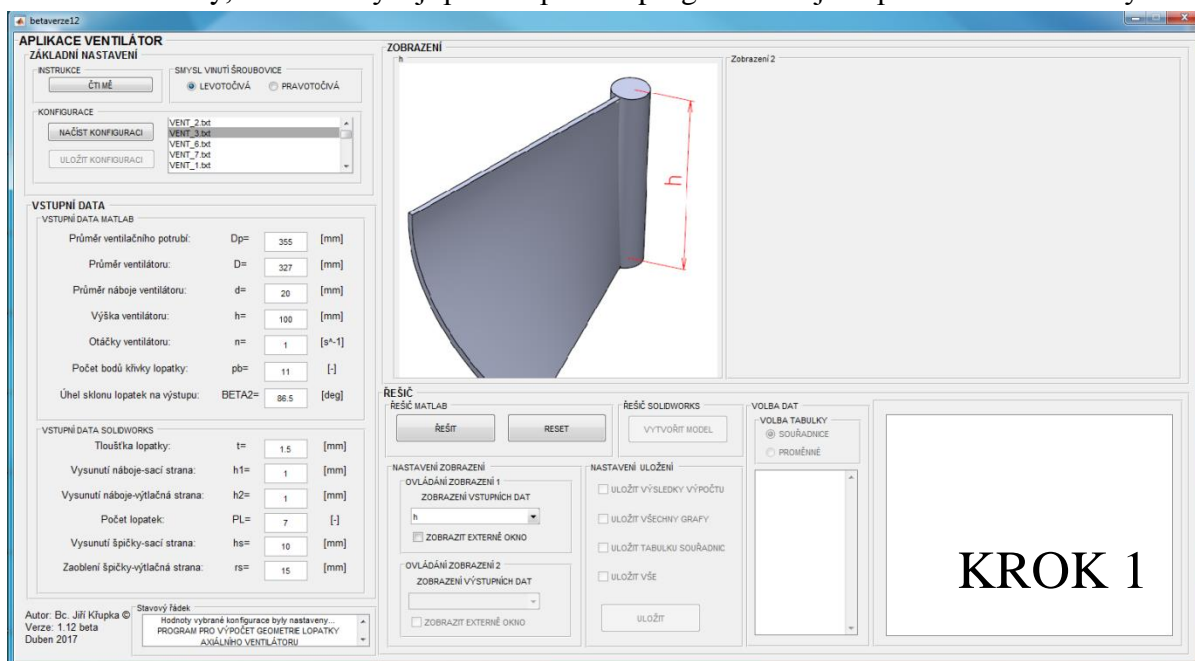 betaverze12
APLIKACE VENTILÁTOR
ZÁKLADNÍ NASTAVENÍ
INSTRUKCE
ČTI MĚ
SMYSL VINUTÍ ŠROUBOVICE
LEVOTOČIVÁ
PRAVOTOČIVÁ
KONFIGURACE
NAČÍST KONFIGURACI
ULOŽIT KONFIGURACI
VENT_2.txt
VENT_3.txt
VENT_6.txt
VENT_7.txt
VENT_1.txt
VSTUPNÍ DATA
VSTUPNÍ DATA MATLAB
Průměr ventilačního potrubí: Dp= 355 [mm]
Průměr ventilátoru: D= 327 [mm]
Průměr náboje ventilátoru: d= 20 [mm]
Výška ventilátoru: h= 100 [mm]
Otáčky ventilátoru: n= 1 [s^-1]
Počet bodů křivky lopatky: pb= 11 [-]
Úhel sklonu lopatek na výstupu: BETA2= 86.5 [deg]
VSTUPNÍ DATA SOLIDWORKS
Tloušťka lopatky: t= 1.5 [mm]
Vysunutí náboje-sací strana: h1= 1 [mm]
Vysunutí náboje-výtlačná strana: h2= 1 [mm]
Počet lopatek: PL= 7 [-]
Vysunutí špičky-sací strana: hs= 10 [mm]
Zaoblení špičky-výtlačná strana: rs= 15 [mm]
Autor: Bc. Jiří Křupka ©
Verze: 1.12 beta
Duben 2017
Stavový řádek
Hodnoty vybrané konfigurace byly nastaveny...
PROGRAM PRO VÝPOČET GEOMETRIE LOPATKY
AXIÁLNÍHO VENTILÁTORU
ZOBRAZENÍ
h
h
Zobrazení 2
ŘEŠIČ
ŘEŠIČ MATLAB
ŘEŠIT
RESET
ŘEŠIČ SOLIDWORKS
VYTVOŘIT MODEL
NASTAVENÍ ZOBRAZENÍ
OVLÁDÁNÍ ZOBRAZENÍ 1
ZOBRAZENÍ VSTUPNÍCH DAT
h
ZOBRAZIT EXTERNĚ OKNO
OVLÁDÁNÍ ZOBRAZENÍ 2
ZOBRAZENÍ VÝSTUPNÍCH DAT
ZOBRAZIT EXTERNĚ OKNO
NASTAVENÍ ULOŽENÍ
ULOŽIT VÝSLEDKY VÝPOČTU
ULOŽIT VŠECHNY GRAFY
ULOŽIT TABULKU SOUŘADNIC
ULOŽIT VŠE
ULOŽIT
VOLBA DAT
VOLBA TABULKY
SOUŘADNICE
PROMĚNNÉ
KROK 1